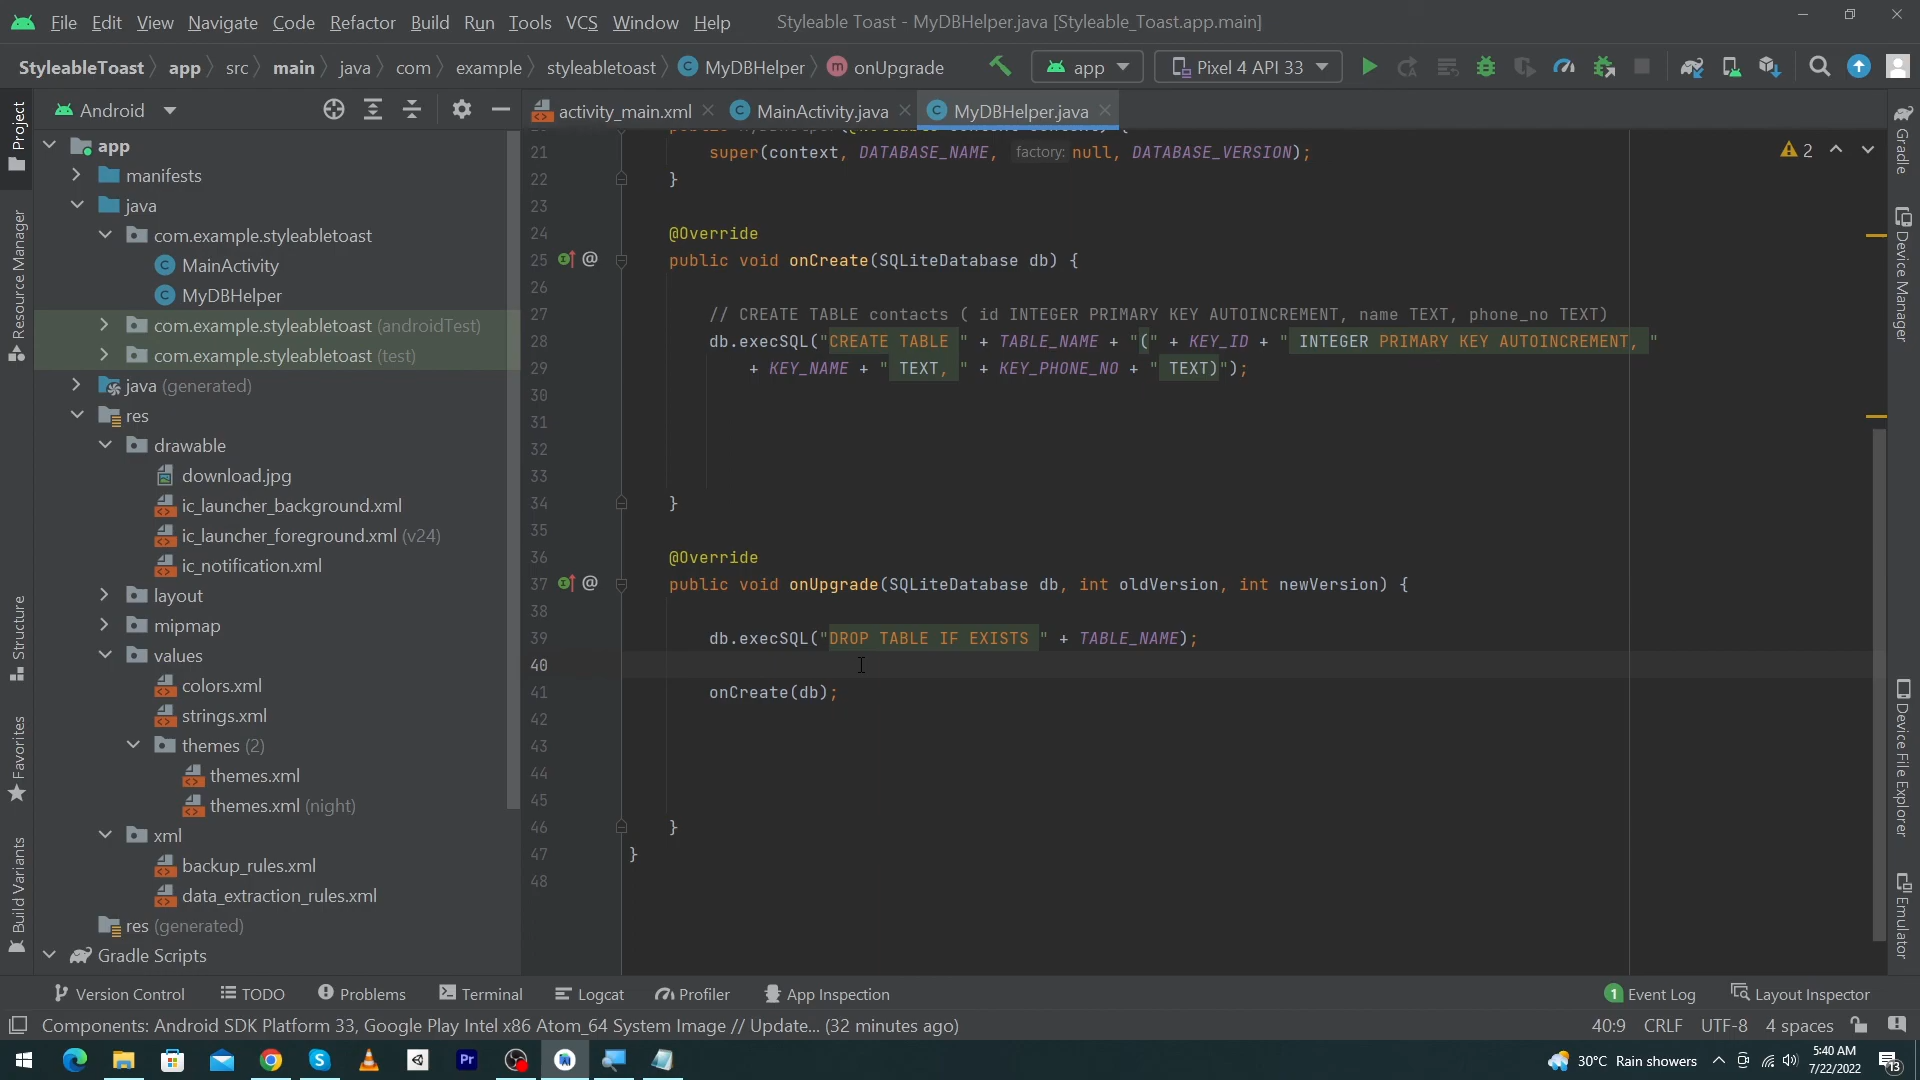 File Edit View Navigate Code Refactor Build Run Tools VCS Window Help Styleable Toast - MyDBHelper.java [Styleable_Toast.app.main]
StyleableToast app src main java com example styleabletoast MyDBHelper onUpgrade app Pixel 4 API 33
Project
Resource Manager
Structure
Favorites
Build Variants
Android
app
manifests
java
com.example.styleabletoast
MainActivity
MyDBHelper
com.example.styleabletoast (androidTest)
com.example.styleabletoast (test)
java (generated)
res
drawable
download.jpg
ic_launcher_background.xml
ic_launcher_foreground.xml (v24)
ic_notification.xml
layout
mipmap
values
colors.xml
strings.xml
themes (2)
themes.xml
themes.xml (night)
xml
backup_rules.xml
data_extraction_rules.xml
res (generated)
Gradle Scripts
activity_main.xml MainActivity.java MyDBHelper.java
2
21 super(context, DATABASE_NAME, factory: null, DATABASE_VERSION);
22 }
23
24 @Override
25 @ public void onCreate(SQLiteDatabase db) {
26
27 // CREATE TABLE contacts ( id INTEGER PRIMARY KEY AUTOINCREMENT, name TEXT, phone_no TEXT)
28 db.execSQL("CREATE TABLE " + TABLE_NAME + "(" + KEY_ID + " INTEGER PRIMARY KEY AUTOINCREMENT, "
29 + KEY_NAME + " TEXT, " + KEY_PHONE_NO + " TEXT)");
30
31
32
33
34 }
35
36 @Override
37 @ public void onUpgrade(SQLiteDatabase db, int oldVersion, int newVersion) {
38
39 db.execSQL("DROP TABLE IF EXISTS " + TABLE_NAME);
40
41 onCreate(db);
42
43
44
45
46 }
47 }
48
Gradle
Device Manager
Device File Explorer
Emulator
Version Control TODO Problems Terminal Logcat Profiler App Inspection 1 Event Log Layout Inspector
Components: Android SDK Platform 33, Google Play Intel x86 Atom_64 System Image // Update... (32 minutes ago) 40:9 CRLF UTF-8 4 spaces
30°C Rain showers 5:40 AM
7/22/2022
13